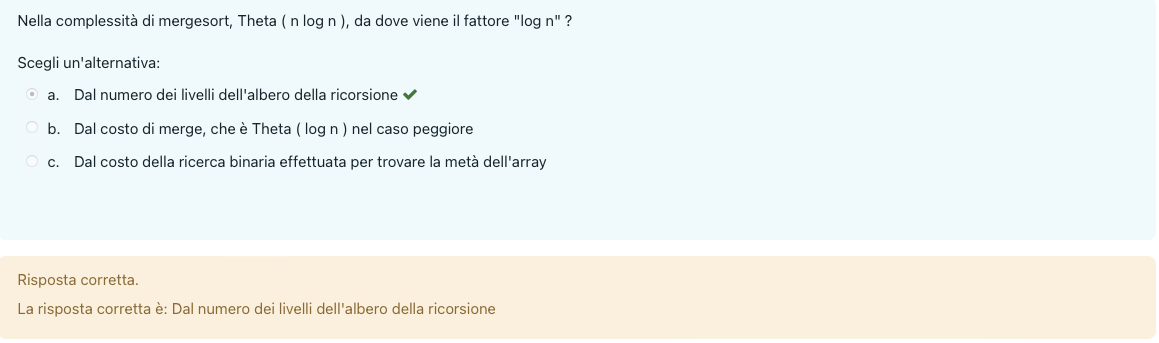 Nella complessità di mergesort, Theta ( n log n ), da dove viene il fattore "log n" ?
Scegli un'alternativa:
a. Dal numero dei livelli dell'albero della ricorsione
b. Dal costo di merge, che è Theta ( log n ) nel caso peggiore
c. Dal costo della ricerca binaria effettuata per trovare la metà dell'array
Risposta corretta.
La risposta corretta è: Dal numero dei livelli dell'albero della ricorsione